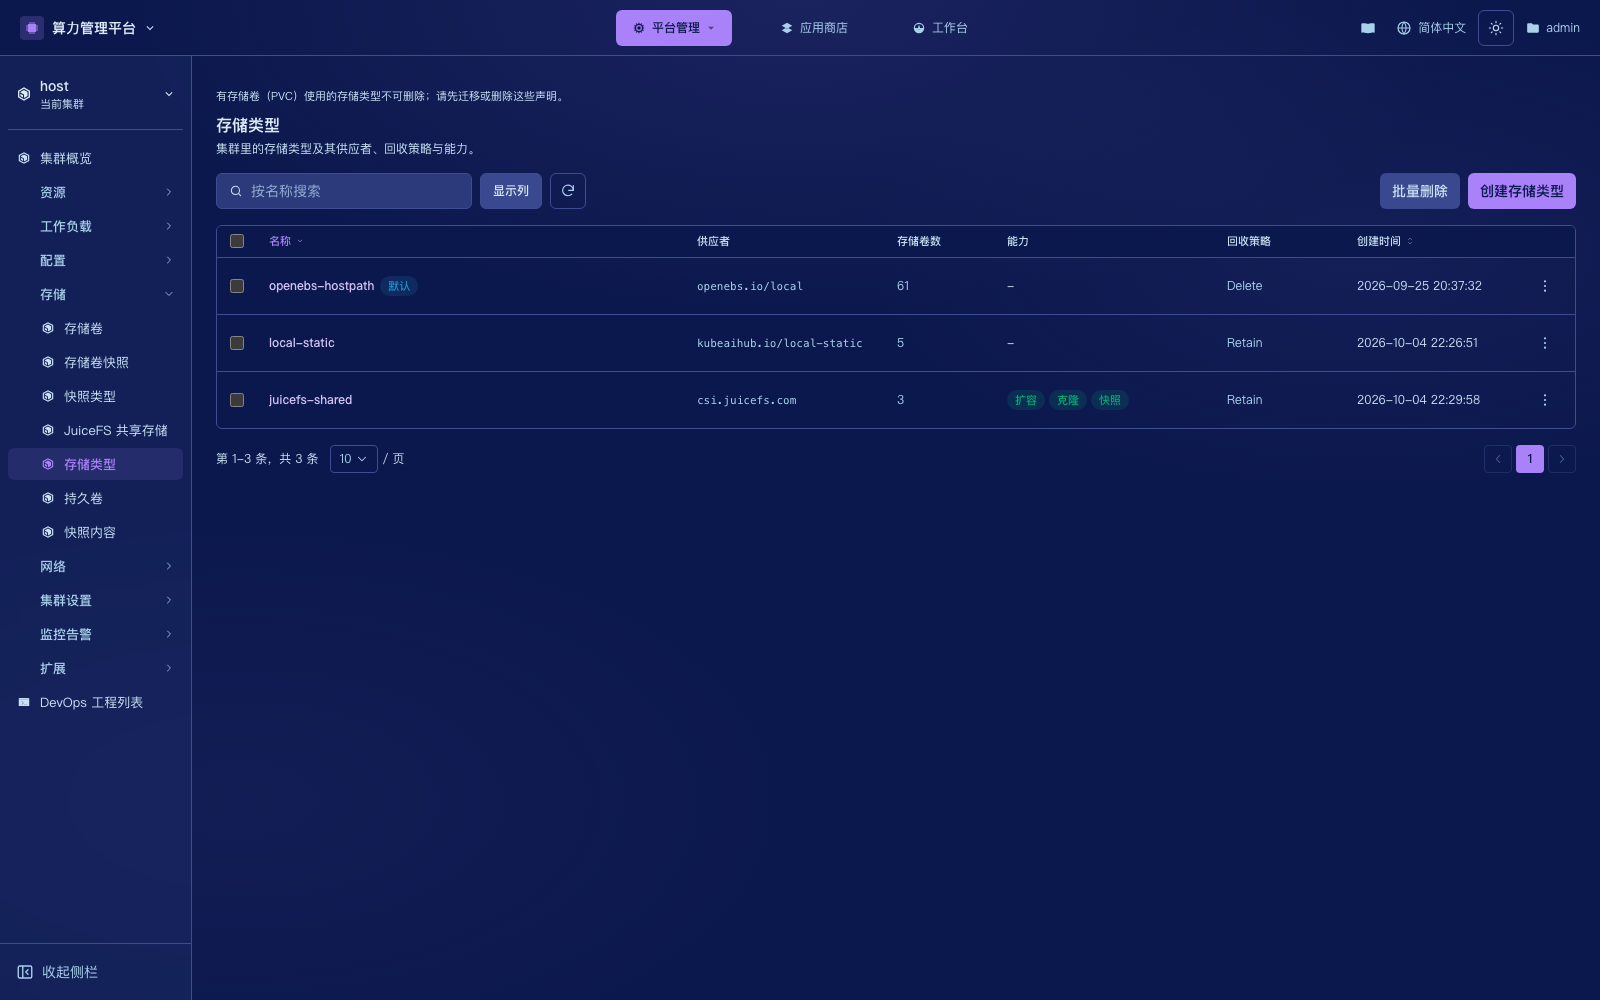 算力管理平台
平台管理
应用商店
工作台
简体中文
admin
host
当前集群
集群概览
资源
工作负载
配置
存储
存储卷
存储卷快照
快照类型
JuiceFS 共享存储
存储类型
持久卷
快照内容
网络
集群设置
监控告警
扩展
DevOps 工程列表
收起侧栏
有存储卷（PVC）使用的存储类型不可删除；请先迁移或删除这些声明。
存储类型
集群里的存储类型及其供应者、回收策略与能力。
按名称搜索 显示列 批量删除 创建存储类型
名称 供应者 存储卷数 能力 回收策略 创建时间
openebs-hostpath 默认 openebs.io/local 61 – Delete 2026-09-25 20:37:32
local-static kubeaihub.io/local-static 5 – Retain 2026-10-04 22:26:51
juicefs-shared csi.juicefs.com 3 扩容 克隆 快照 Retain 2026-10-04 22:29:58
第 1-3 条，共 3 条 10 / 页 1